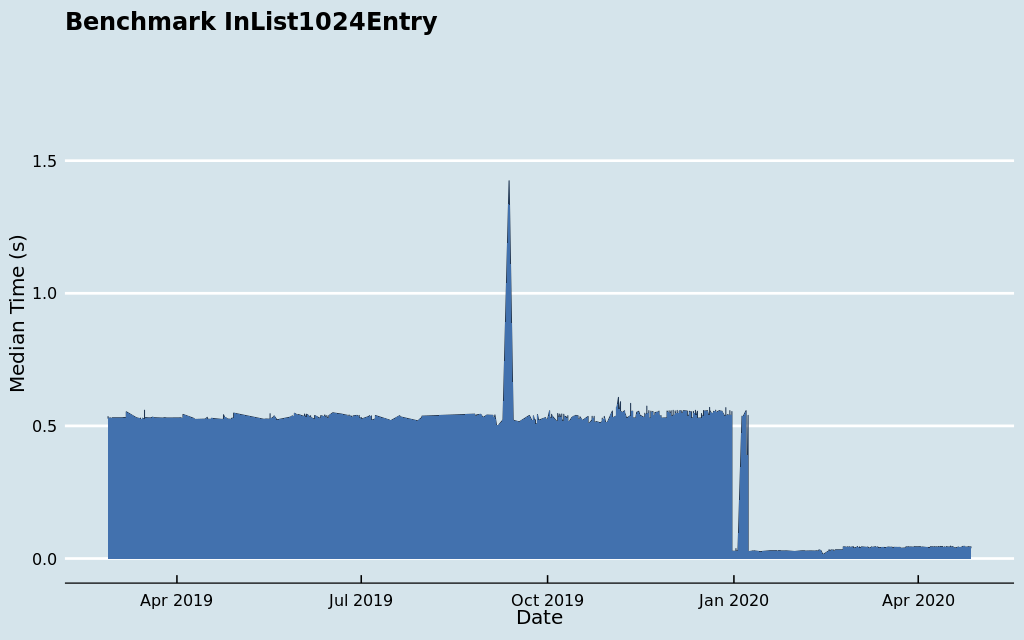 Benchmark InList1024Entry
Median Time (s)
1.5
1.0
0.5
0.0
Apr 2019 Jul 2019 Oct 2019 Jan 2020 Apr 2020
Date